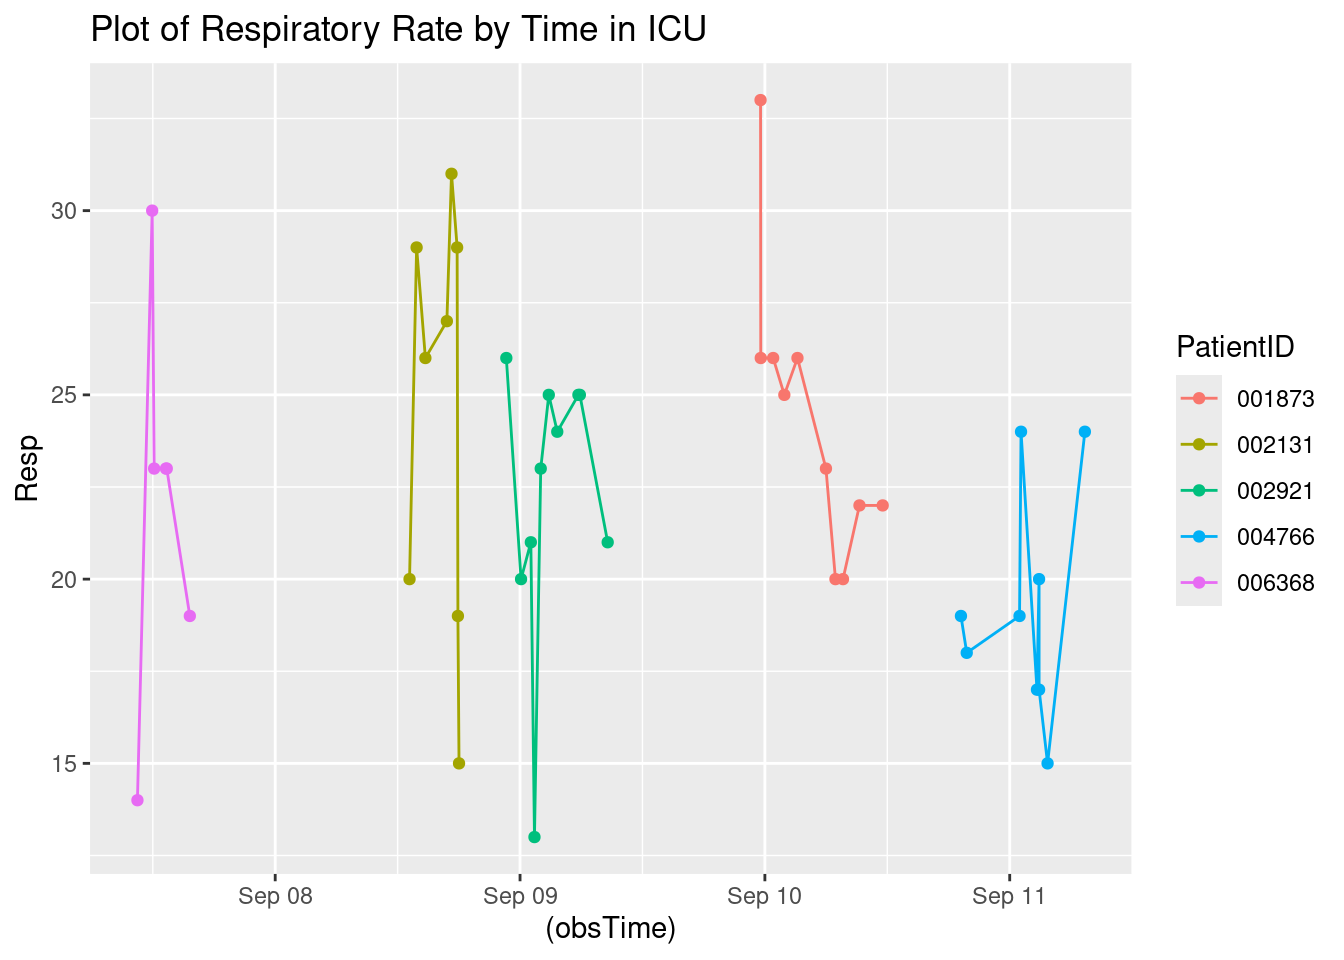 Plot of Respiratory Rate by Time in ICU
30
25
20
15
Resp
Sep 08
Sep 09
Sep 10
Sep 11
(obsTime)
PatientID
001873
002131
002921
004766
006368